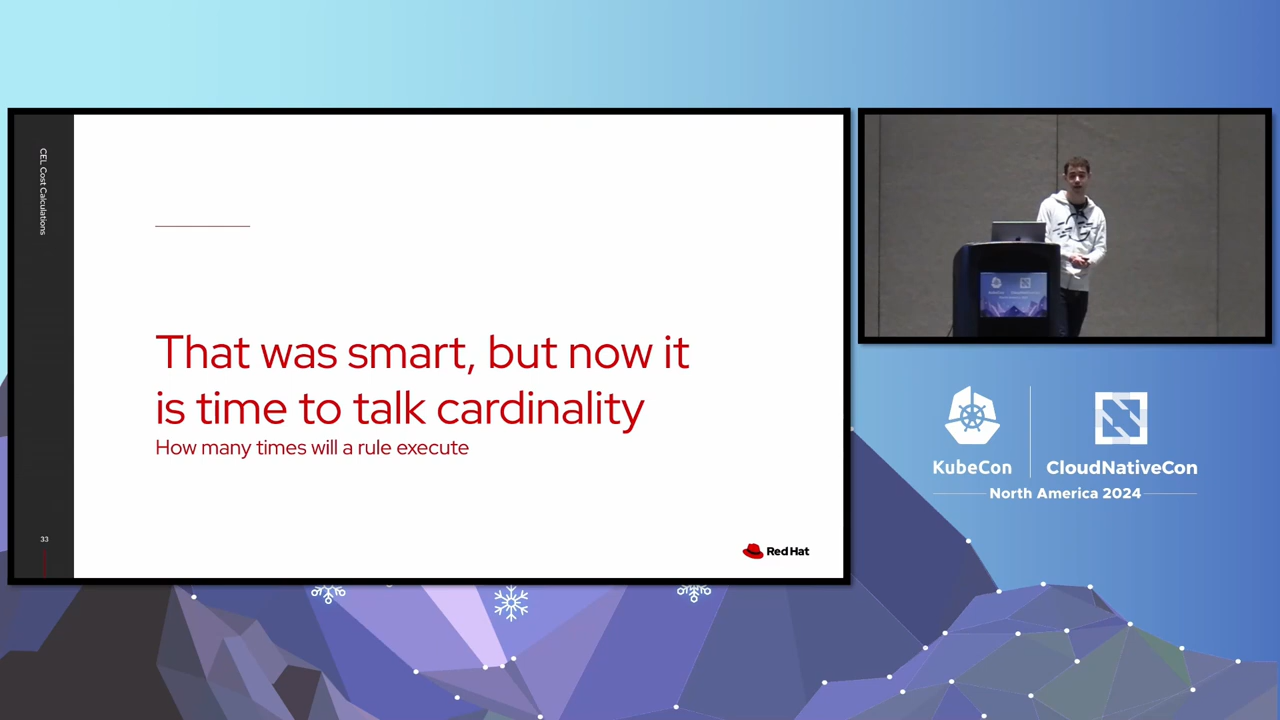 CEL Cost Calculations
That was smart, but now it
is time to talk cardinality
How many times will a rule execute
33
Red Hat
KubeCon
CloudNativeCon
North America 2024